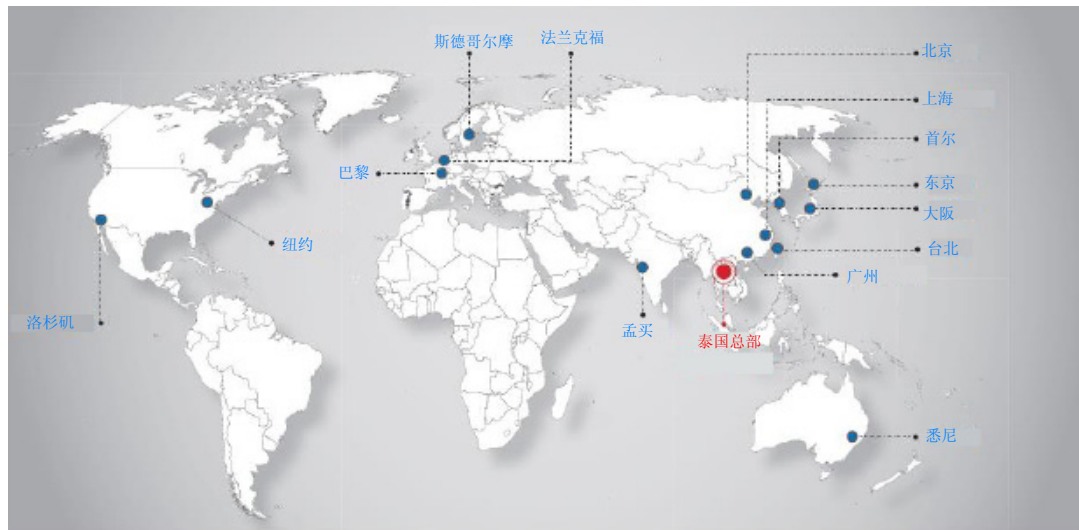 斯德哥尔摩
法兰克福
北京
上海
首尔
巴黎
东京
大阪
纽约
台北
广州
洛杉矶
孟买
泰国总部
悉尼